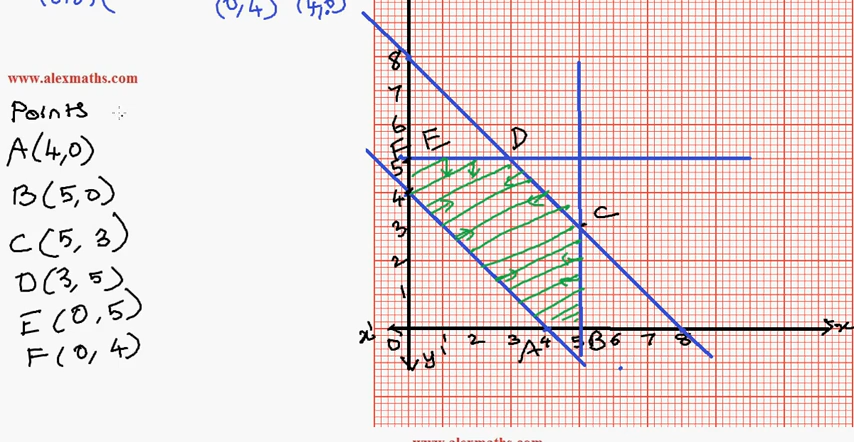 (0,4) (4,0)
www.alexmaths.com
Points
A(4,0)
B(5,0)
C(5, 3)
D(3, 5)
E(0, 5)
F(0, 4)
8
7
6
F E D
5
4
3 C
2
1
x' 0 1 2 3 A 4 5 B 6 7 8 x
y'
www.alexmaths.com